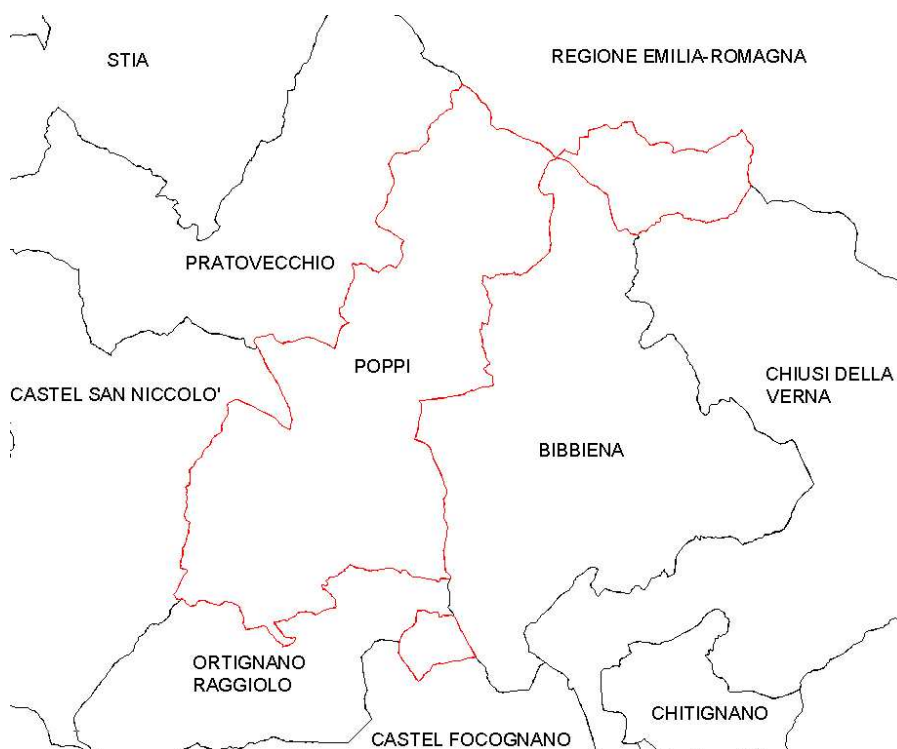 STIA
REGIONE EMILIA-ROMAGNA
PRATOVECCHIO
POPPI
CASTEL SAN NICCOLO'
CHIUSI DELLA
VERNA
BIBBIENA
ORTIGNANO
RAGGIOLO
CHITIGNANO
CASTEL FOCOGNANO